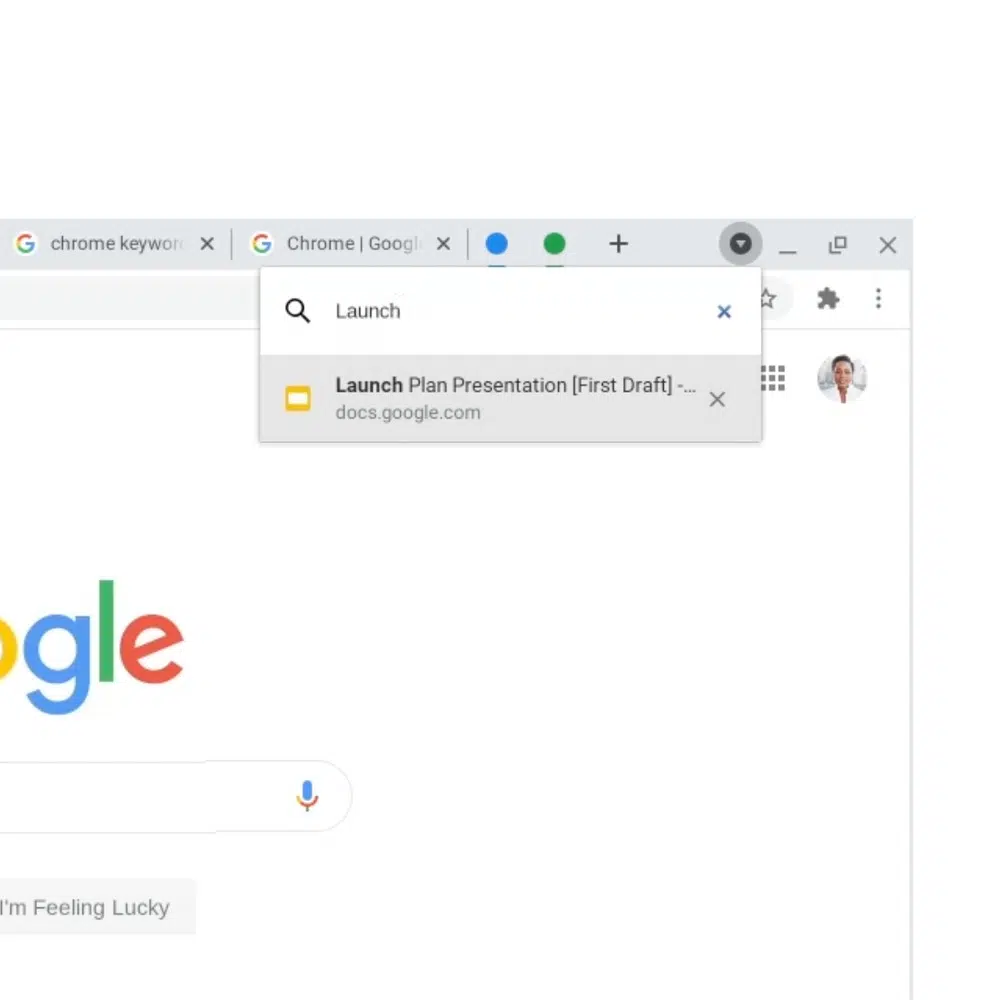 chrome keywor
Chrome | Googl
Launch
Launch Plan Presentation [First Draft] -...
docs.google.com
ogle
I'm Feeling Lucky